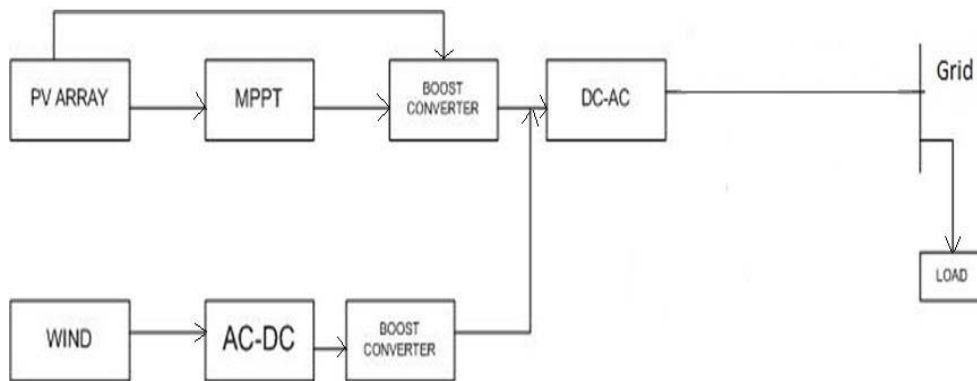 PV ARRAY
MPPT
BOOST
CONVERTER
DC-AC
Grid
LOAD
WIND
AC-DC
BOOST
CONVERTER